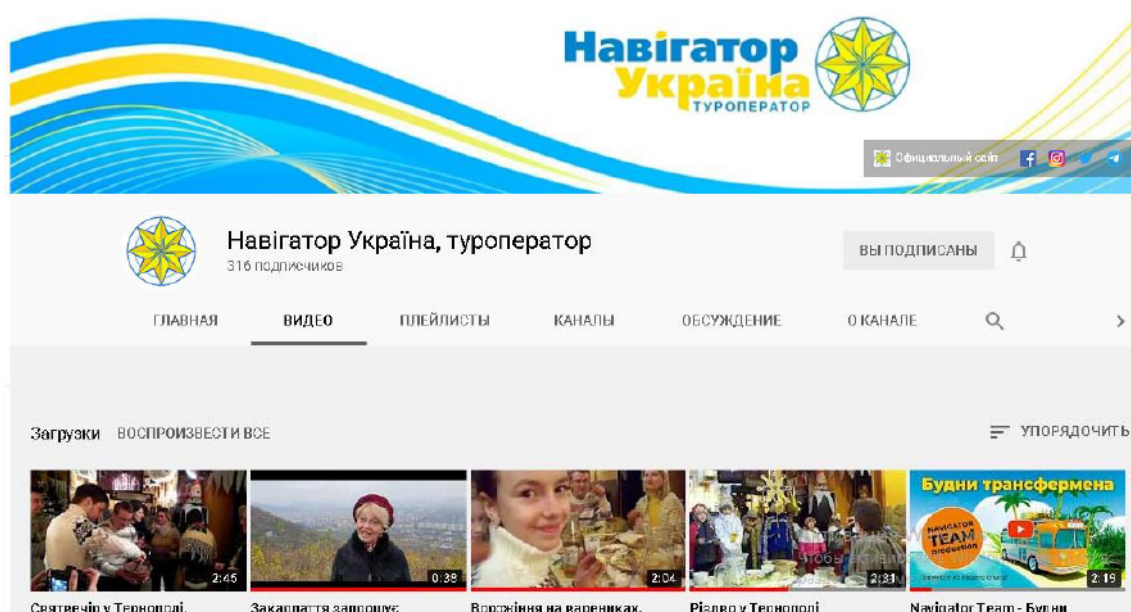 Навігатор
Україна
ТУРОПЕРАТОР
Официальный сайт
Навігатор Україна, туроператор
316 подписчиков
ВЫ ПОДПИСАНЫ
ГЛАВНАЯ ВИДЕО ПЛЕЙЛИСТЫ КАНАЛЫ ОБСУЖДЕНИЕ О КАНАЛЕ
Загрузки ВОСПРОИЗВЕСТИ ВСЕ УПОРЯДОЧИТЬ
Будни трансфермена
NAVIGATOR
TEAM
production
2:45 0:38 2:04 2:31 2:19
Святвечір у Тернополі. Закарпаття запрошує Ворожіння на варениках. Різдво у Тернополі Navigator Team - Будни